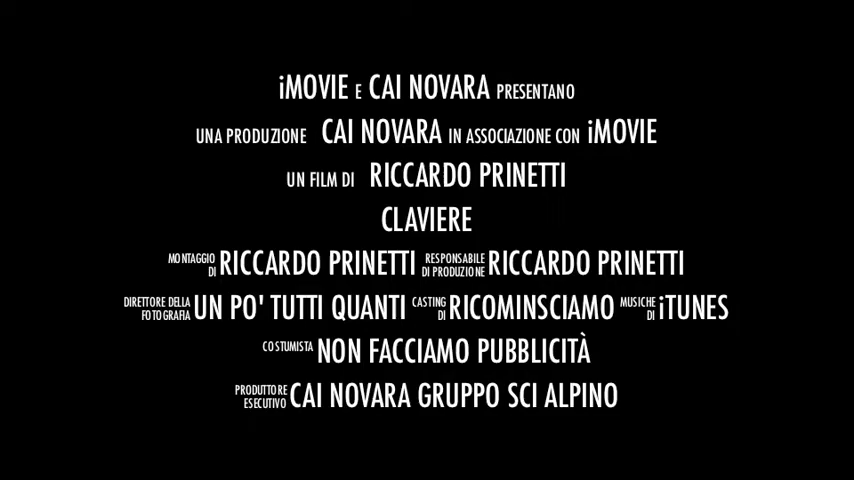 iMOVIE E CAI NOVARA PRESENTANO
UNA PRODUZIONE CAI NOVARA IN ASSOCIAZIONE CON iMOVIE
UN FILM DI RICCARDO PRINETTI
CLAVIERE
MONTAGGIO DI RICCARDO PRINETTI RESPONSABILE DI PRODUZIONE RICCARDO PRINETTI
DIRETTORE DELLA FOTOGRAFIA UN PO' TUTTI QUANTI CASTING DI RICOMINSCIAMO MUSICHE DI iTUNES
COSTUMISTA NON FACCIAMO PUBBLICITÀ
PRODUTTORE ESECUTIVO CAI NOVARA GRUPPO SCI ALPINO